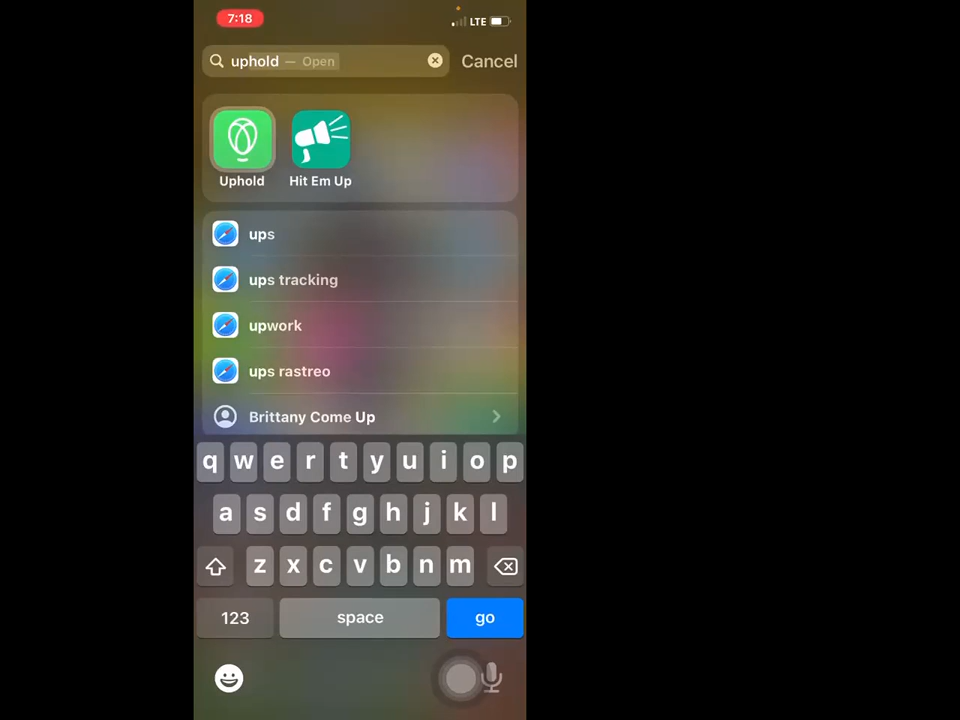 7:18
LTE
uphold — Open
Cancel
Uphold
Hit Em Up
ups
ups tracking
upwork
ups rastreo
Brittany Come Up
q w e r t y u i o p
a s d f g h j k l
z x c v b n m
123
space
go